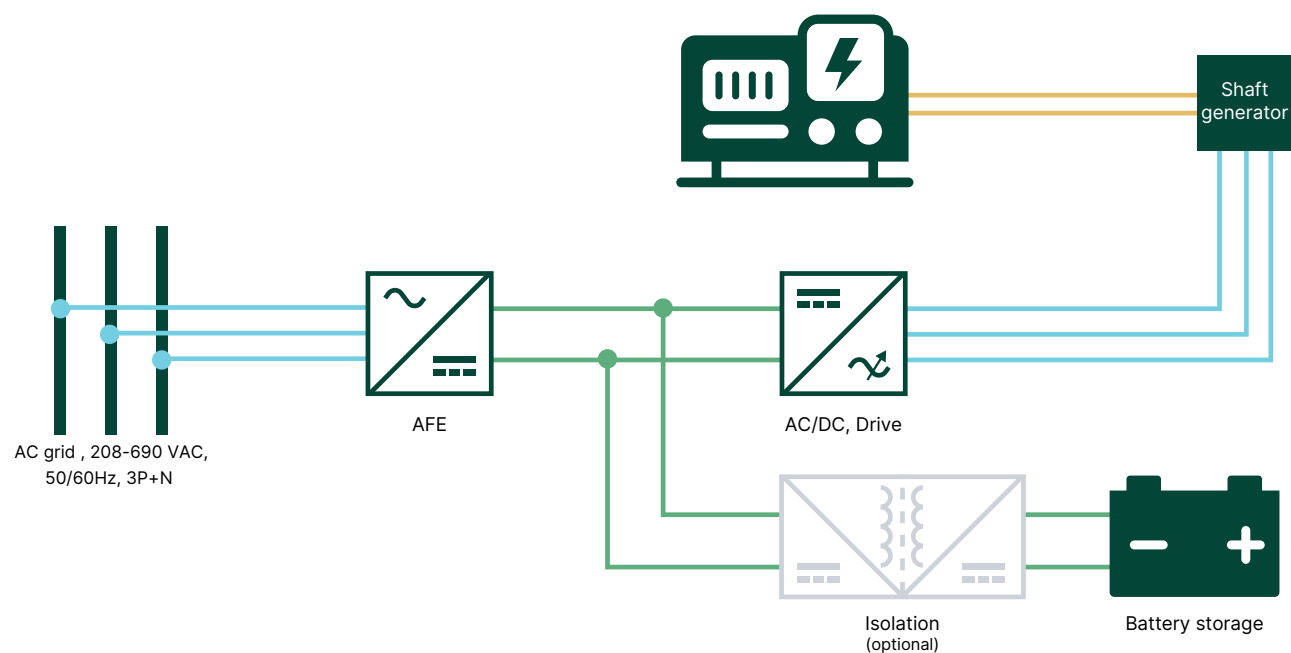 Shaft
generator
AFE
AC/DC, Drive
AC grid , 208-690 VAC,
50/60Hz, 3P+N
Isolation
(optional)
Battery storage